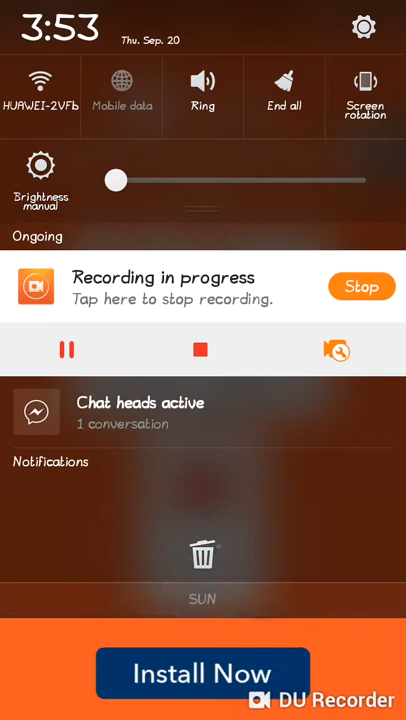 3:53
Thu. Sep. 20
HUAWEI-2VFb
Mobile data
Ring
End all
Screen
rotation
Brightness
manual
Ongoing
Recording in progress
Stop
Tap here to stop recording.
Chat heads active
1 conversation
Notifications
SUN
Install Now
DU Recorder